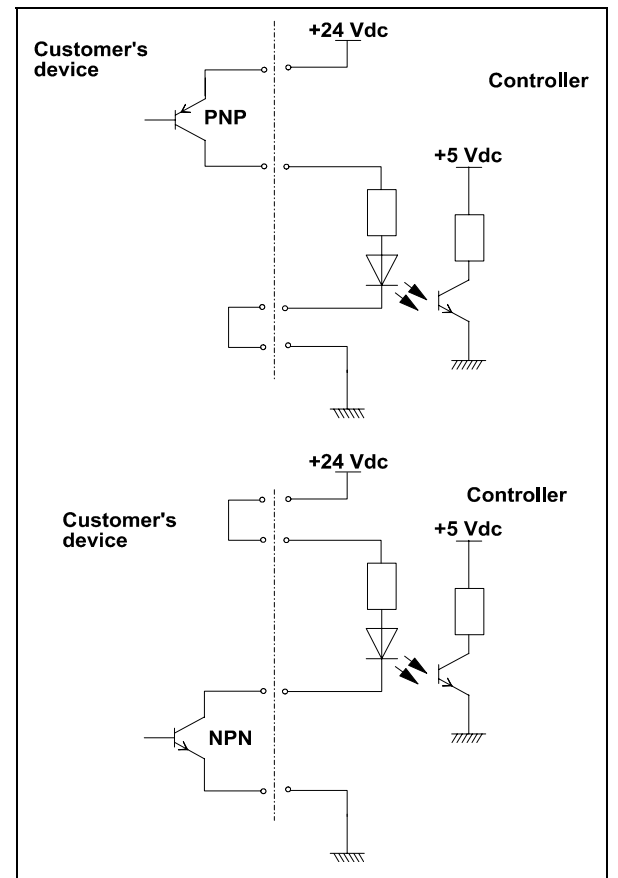 +24 Vdc
Customer's
device
Controller
PNP
+5 Vdc
+24 Vdc
Controller
Customer's
device
+5 Vdc
NPN